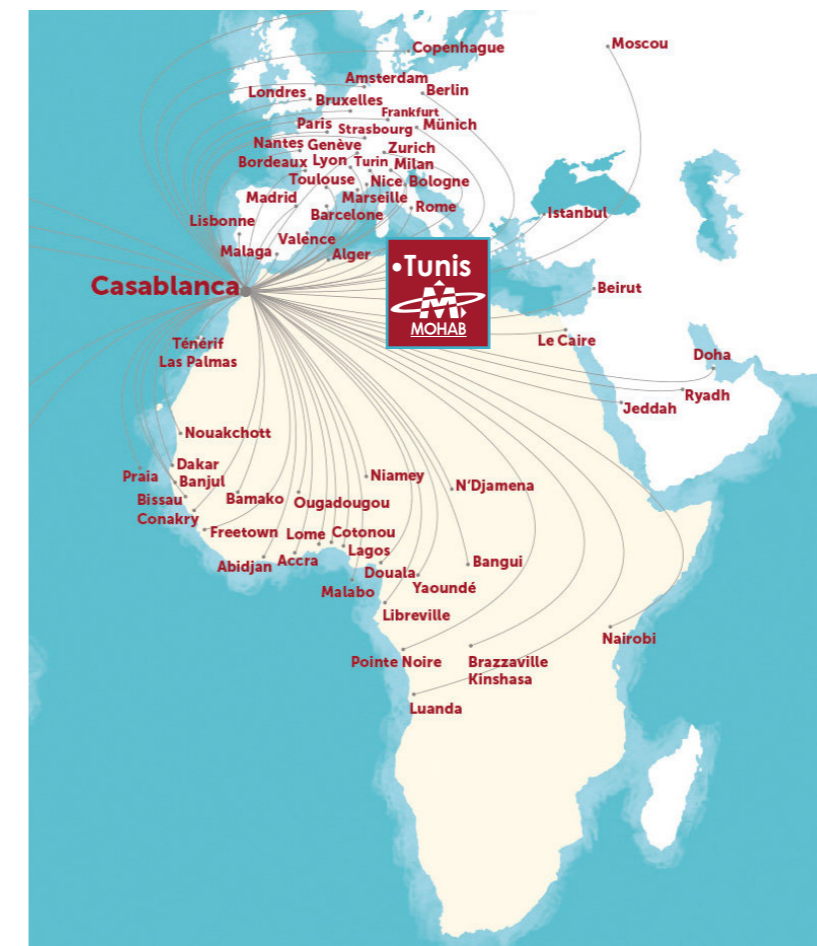 Copenhague
Moscou
Amsterdam
Londres
Berlin
Bruxelles
Frankfurt
Paris
Strasbourg
Münich
Nantes
Genève
Zurich
Bordeaux
Lyon
Turin
Milan
Toulouse
Nice
Bologne
Madrid
Marseille
Barcelone
Rome
Lisbonne
Istanbul
Valence
Malaga
Alger
•Tunis
M
MOHAB
Casablanca
Beirut
Le Caire
Ténérif
Las Palmas
Doha
Ryadh
Jeddah
Nouakchott
Dakar
Praia
Banjul
Niamey
N'Djamena
Bissau
Bamako
Ougadougou
Conakry
Freetown
Lome
Cotonou
Lagos
Abidjan
Accra
Bangui
Douala
Yaoundé
Malabo
Libreville
Nairobi
Pointe Noire
Brazzaville
Kinshasa
Luanda